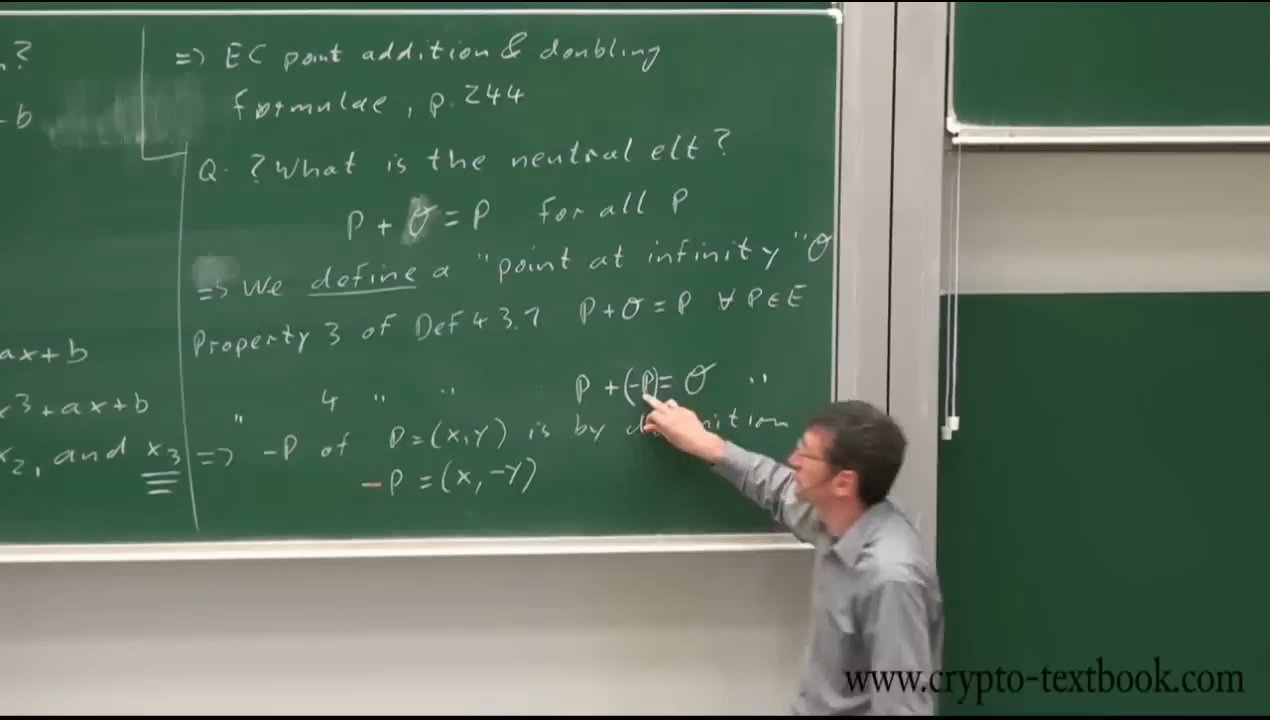 n?
- b
ax+b
x³+ax+b
x₂, and x₃
=> EC point addition & doubling
formulae, p. 244
Q. ? What is the neutral elt ?
P + O = P for all P
=> We define a "point at infinity" O
Property 3 of Def 4 3.1 P + O = P ∀ P ∈ E
" 4 " " P + (-P) = O "
=> -P of P = (x,y) is by definition
-P = (x, -y)
www.crypto-textbook.com